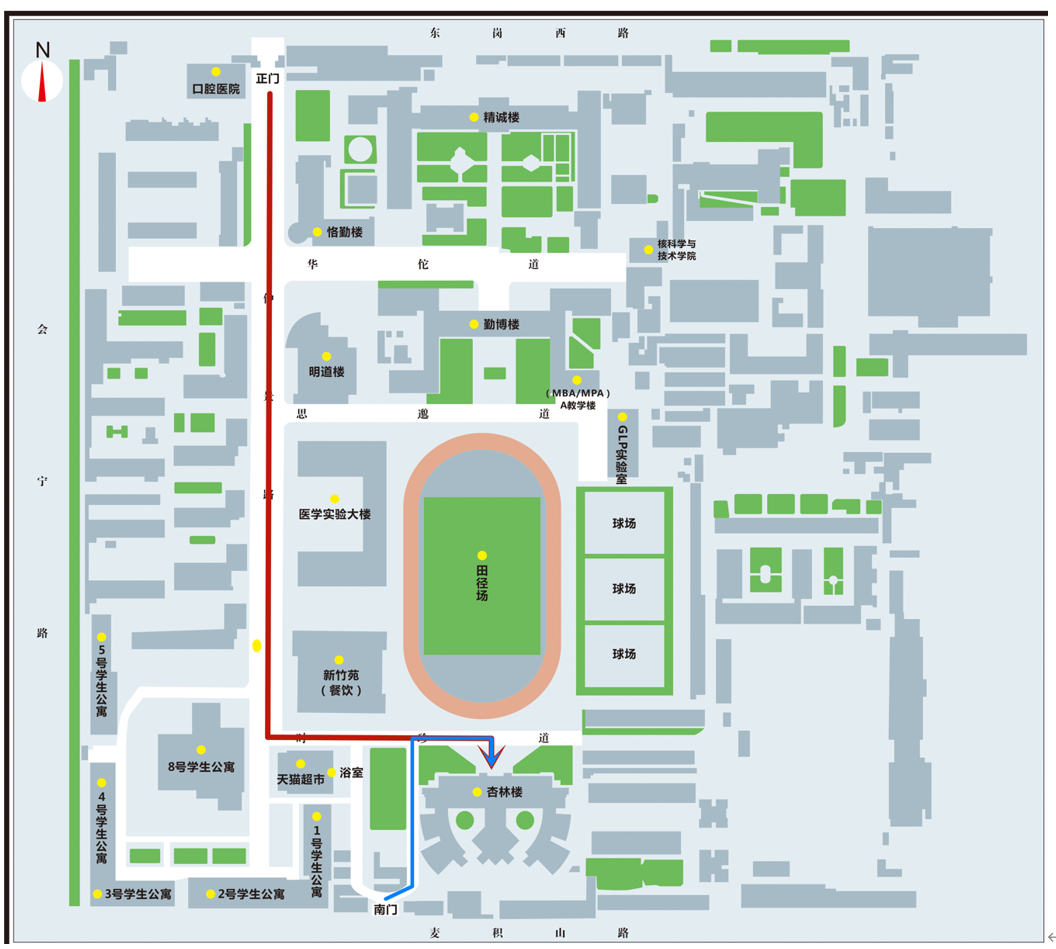 东岗西路
N
正门
口腔医院
精诚楼
恪勤楼
核科学与
技术学院
华佗道
仲景路
勤博楼
明道楼
(MBA/MPA)
A教学楼
思邈道
GLP实验室
会宁路
医学实验大楼
球场
田径场
球场
球场
5号学生公寓
新竹苑
(餐饮)
时珍道
8号学生公寓
天猫超市
浴室
杏林楼
4号学生公寓
1号学生公寓
3号学生公寓
2号学生公寓
南门
麦积山路